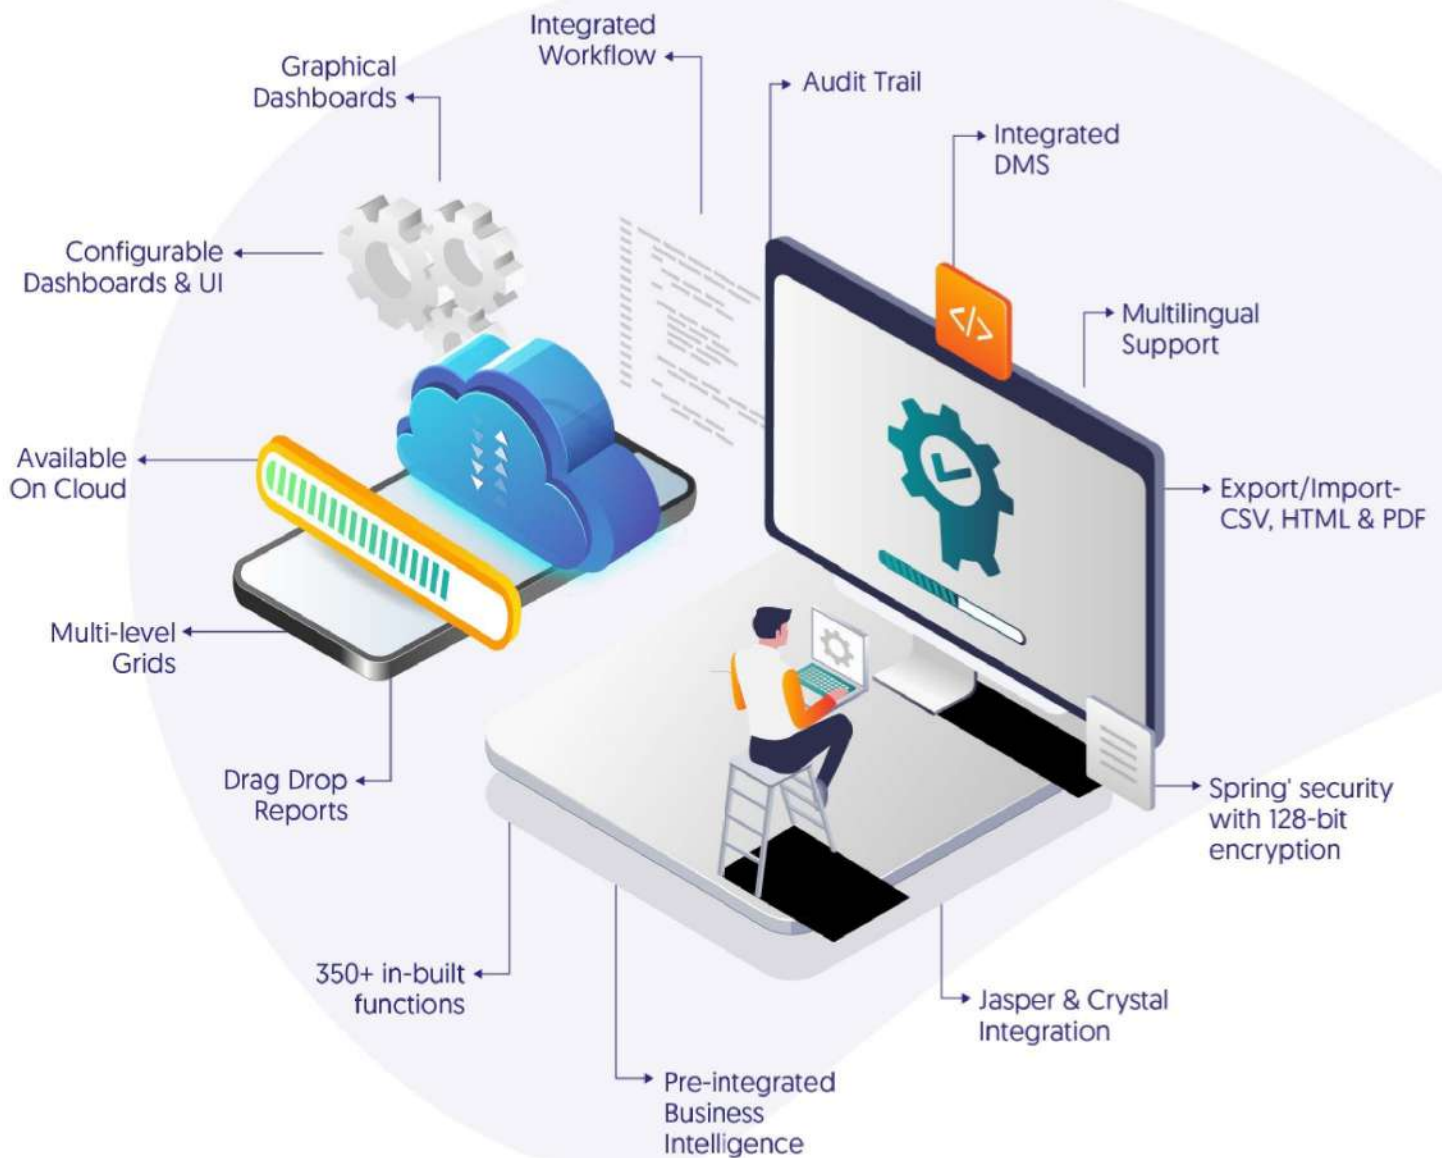 Integrated
Workflow
Graphical
Dashboards
Audit Trail
Integrated
DMS
Configurable
Dashboards & UI
Multilingual
Support
</>
Available
On Cloud
Export/Import-
CSV, HTML & PDF
Multi-level
Grids
Drag Drop
Reports
Spring' security
with 128-bit
encryption
350+ in-built
functions
Jasper & Crystal
Integration
Pre-integrated
Business
Intelligence